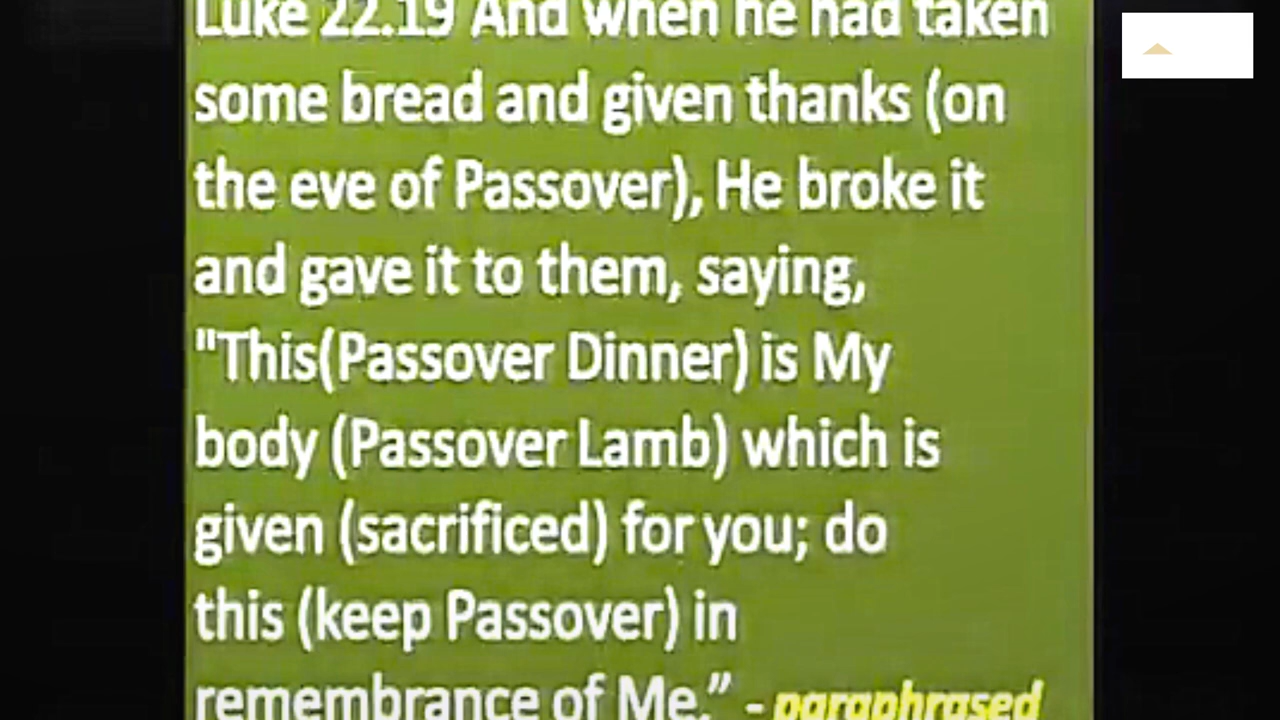 Luke 22.19 And when he had taken
some bread and given thanks (on
the eve of Passover), He broke it
and gave it to them, saying,
"This(Passover Dinner) is My
body (Passover Lamb) which is
given (sacrificed) for you; do
this (keep Passover) in
remembrance of Me.” - paraphrased